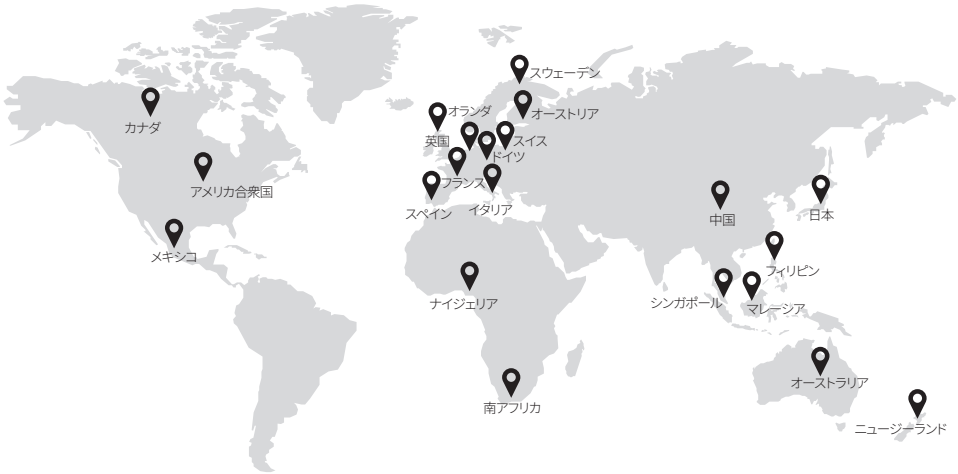 スウェーデン
カナダ
オランダ
オーストリア
英国
スイス
ドイツ
フランス
アメリカ合衆国
スペイン
イタリア
中国
日本
メキシコ
フィリピン
ナイジェリア
シンガポール
マレーシア
オーストラリア
南アフリカ
ニュージーランド